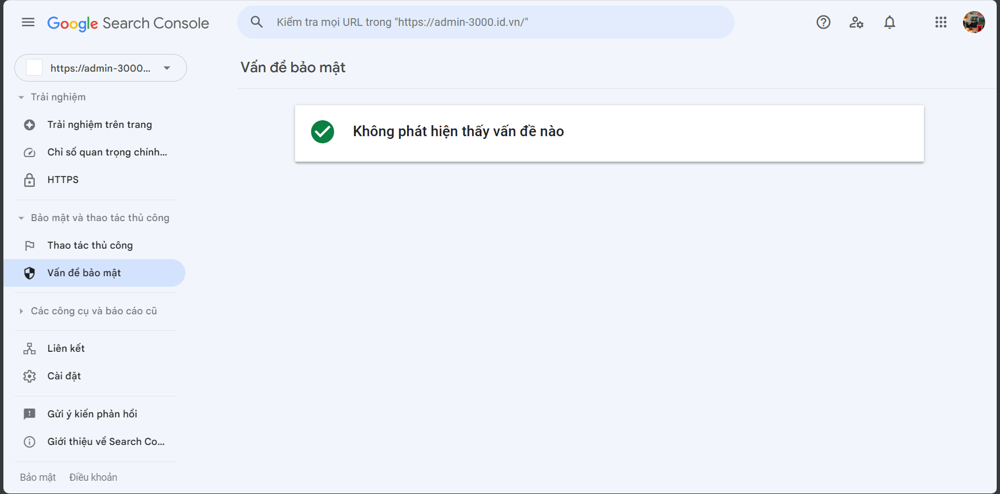 Google Search Console
Kiểm tra mọi URL trong "https://admin-3000.id.vn/"
https://admin-3000...
Trải nghiệm
Trải nghiệm trên trang
Chỉ số quan trọng chính...
HTTPS
Bảo mật và thao tác thủ công
Thao tác thủ công
Vấn đề bảo mật
Các công cụ và báo cáo cũ
Liên kết
Cài đặt
Gửi ý kiến phản hồi
Giới thiệu về Search Co...
Bảo mật Điều khoản
Vấn đề bảo mật
Không phát hiện thấy vấn đề nào